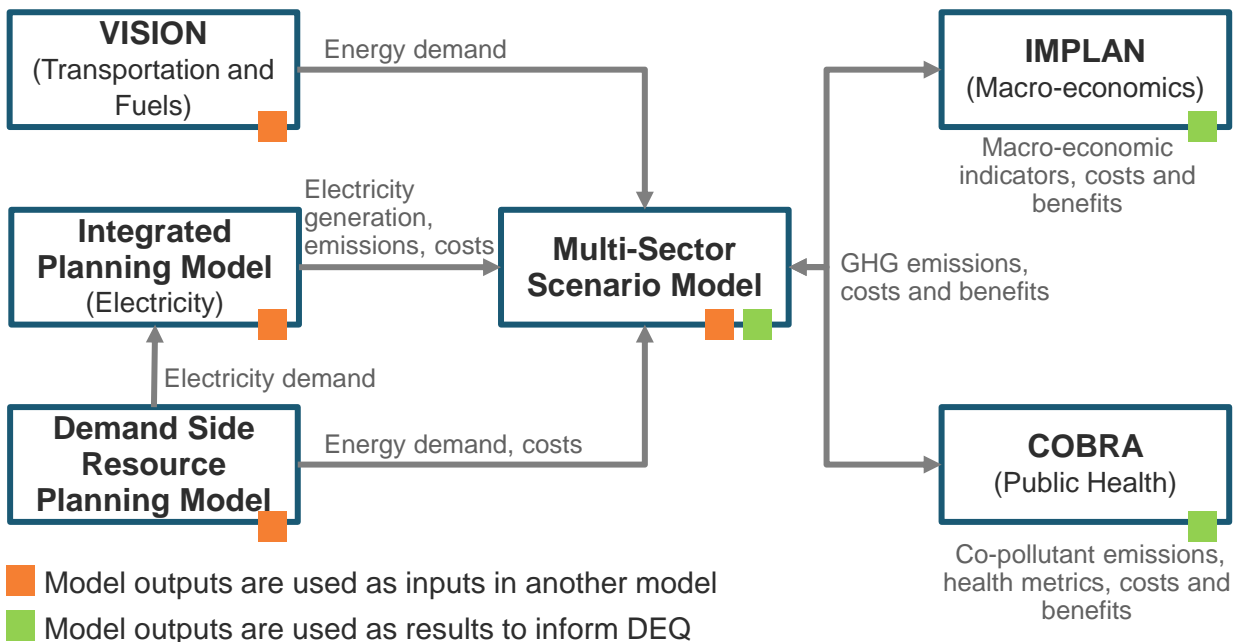 VISION
(Transportation and
Fuels)
Energy demand
IMPLAN
(Macro-economics)
Macro-economic
indicators, costs and
benefits
Integrated
Planning Model
(Electricity)
Electricity
generation,
emissions, costs
Multi-Sector
Scenario Model
GHG emissions,
costs and benefits
Electricity demand
Demand Side
Resource
Planning Model
Energy demand, costs
COBRA
(Public Health)
Co-pollutant emissions,
health metrics, costs and
benefits
Model outputs are used as inputs in another model
Model outputs are used as results to inform DEQ